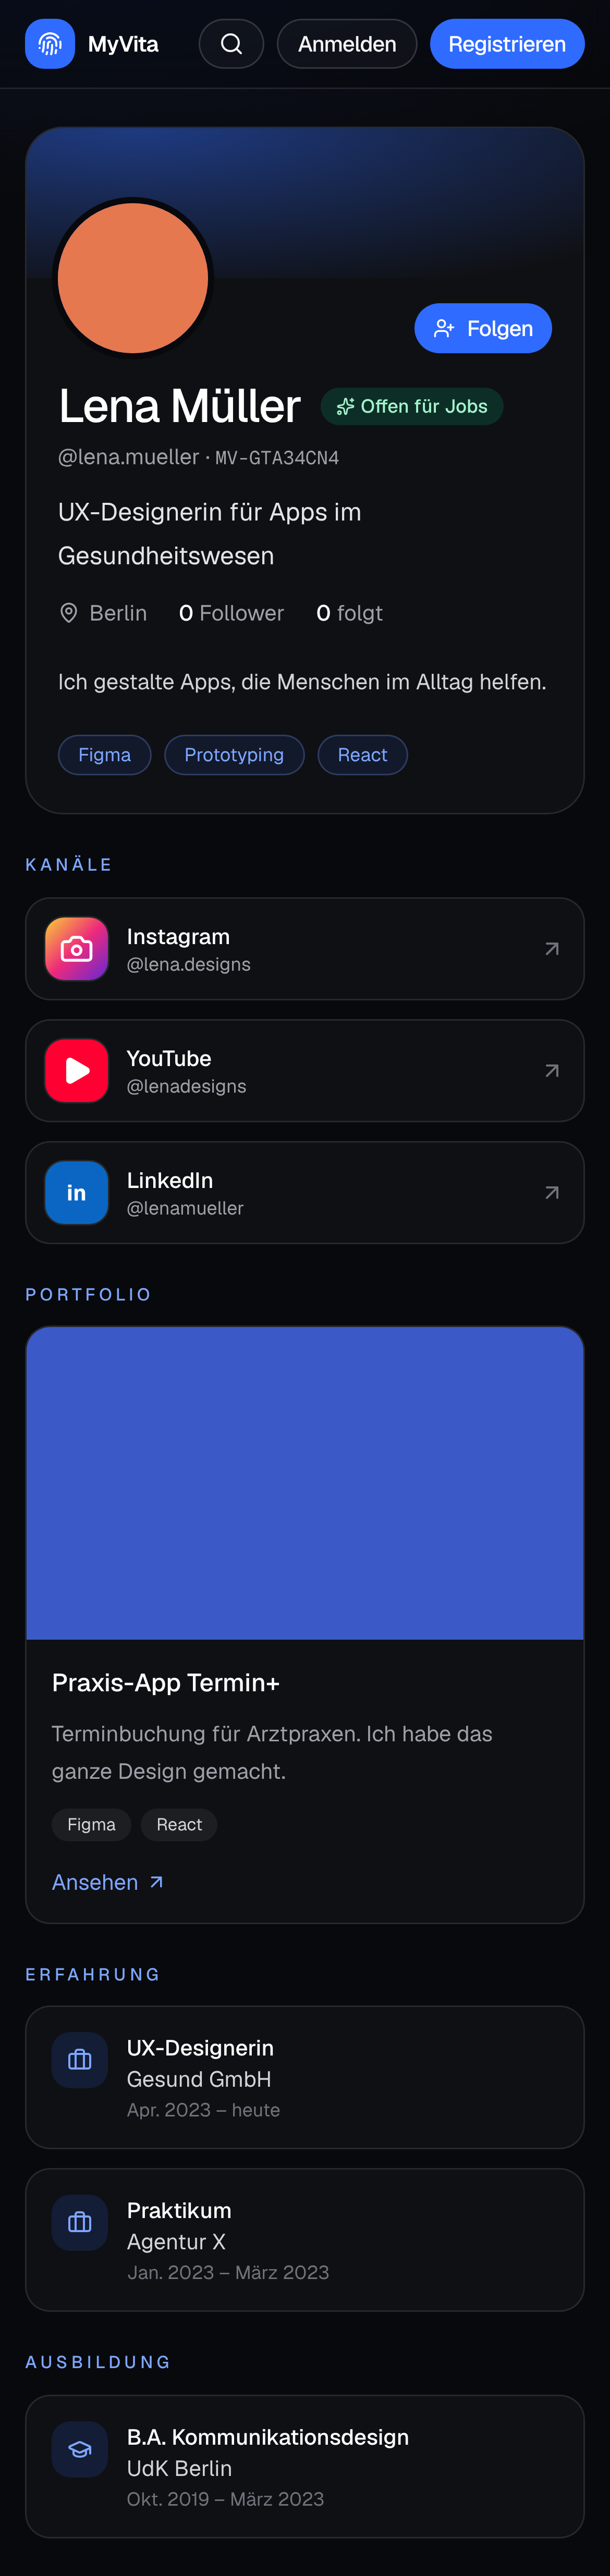 MyVita
Anmelden
Registrieren
Folgen
Lena Müller
Offen für Jobs
@lena.mueller · MV-GTA34CN4
UX-Designerin für Apps im
Gesundheitswesen
Berlin 0 Follower 0 folgt
Ich gestalte Apps, die Menschen im Alltag helfen.
Figma Prototyping React
KANÄLE
Instagram
@lena.designs
YouTube
@lenadesigns
in
LinkedIn
@lenamueller
PORTFOLIO
Praxis-App Termin+
Terminbuchung für Arztpraxen. Ich habe das
ganze Design gemacht.
Figma React
Ansehen
ERFAHRUNG
UX-Designerin
Gesund GmbH
Apr. 2023 – heute
Praktikum
Agentur X
Jan. 2023 – März 2023
AUSBILDUNG
B.A. Kommunikationsdesign
UdK Berlin
Okt. 2019 – März 2023